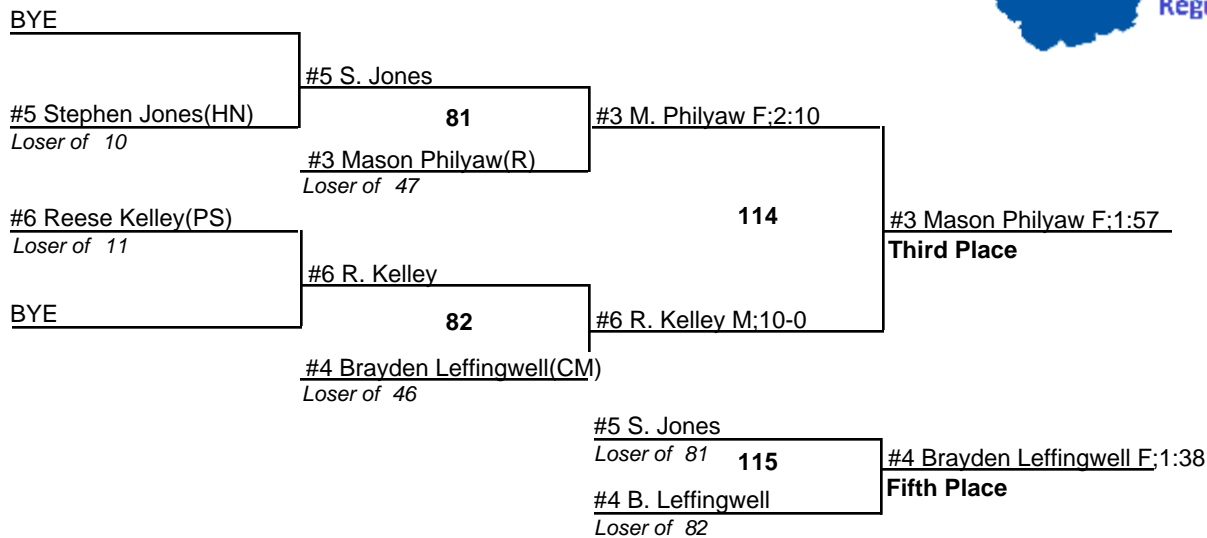 Regi
BYE
#5 S. Jones
#5 Stephen Jones(HN)
81
#3 M. Philyaw F;2:10
Loser of 10
#3 Mason Philyaw(R)
Loser of 47
#6 Reese Kelley(PS)
114
#3 Mason Philyaw F;1:57
Loser of 11
Third Place
#6 R. Kelley
BYE
82
#6 R. Kelley M;10-0
#4 Brayden Leffingwell(CM)
Loser of 46
#5 S. Jones
Loser of 81
115
#4 Brayden Leffingwell F;1:38
Fifth Place
#4 B. Leffingwell
Loser of 82